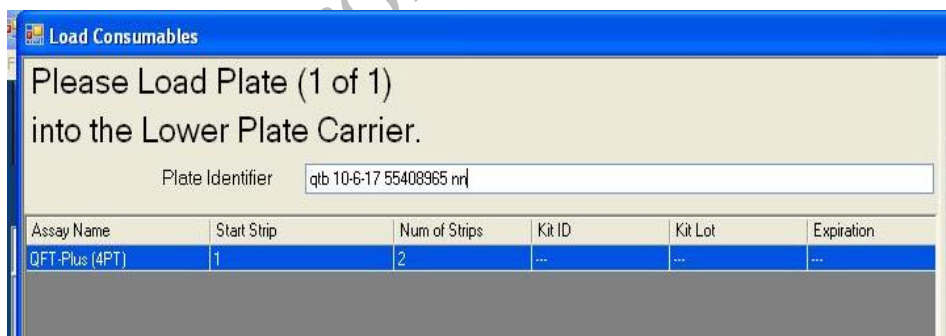 Load Consumables
Please Load Plate (1 of 1)
into the Lower Plate Carrier.
Plate Identifier qtb 10-6-17 55408965 nn
Assay Name Start Strip Num of Strips Kit ID Kit Lot Expiration
QFT-Plus (4PT) 1 2 --- --- ---